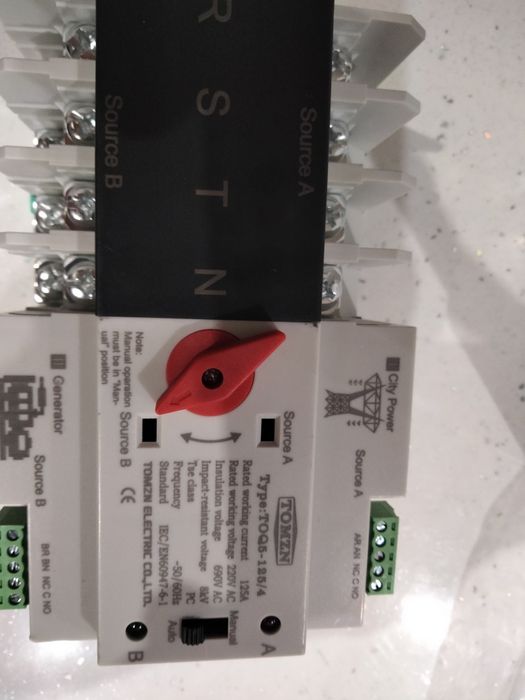 R S T N
Source A
Source B
City Power
Source A
AR AN NC C NO
Source A
Note:
Manual operation
must be in "Man-
ual" position
Source B
Generator
Source B
BR BN NC C NO
TOMZN
Type:TOQ5-125/4
Rated working current 125A
Rated working voltage 220V AC
Insulation voltage 690V AC
Impact-resistant voltage 8kV
Tbe class PC
Frequency ~50/60Hz
Standard IEC/EN60947-6-1
TOMZN ELECTRIC CO.,LTD.
CE
A
Manual
Auto
B